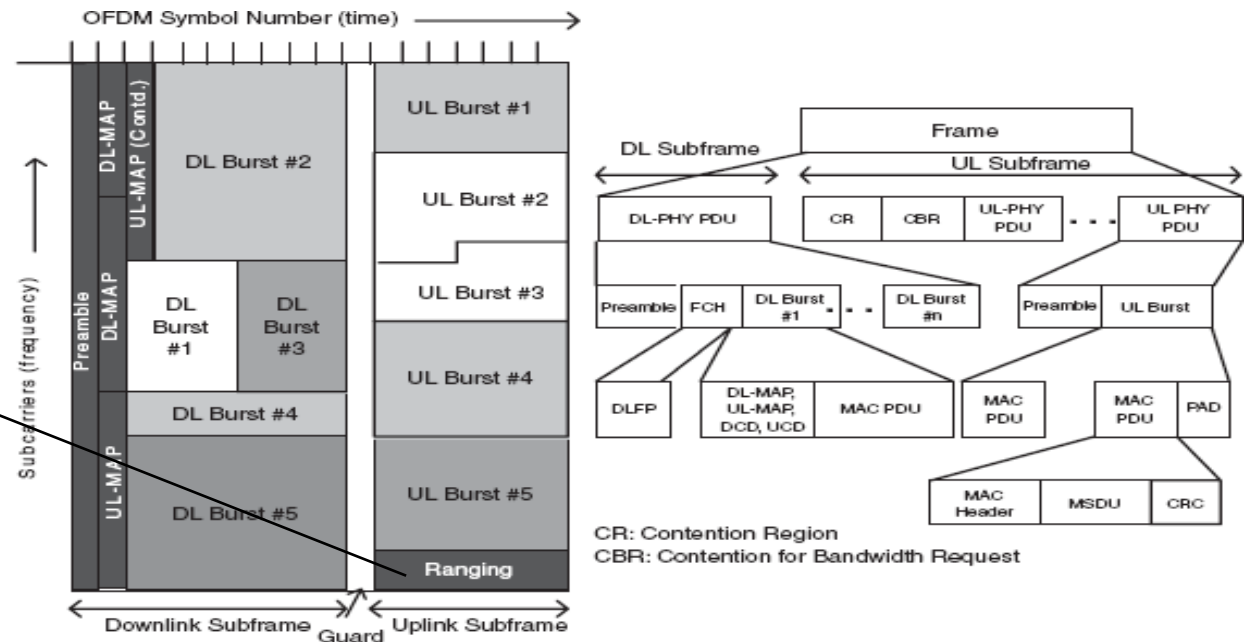 OFDM Symbol Number (time)
Subcarriers (frequency)
Preamble
DL-MAP
DL-MAP
UL-MAP
UL-MAP (Contd.)
DL Burst #2
DL
Burst
#1
DL
Burst
#3
DL Burst #4
DL Burst #5
UL Burst #1
UL Burst #2
UL Burst #3
UL Burst #4
UL Burst #5
Ranging
Downlink Subframe
Guard
Uplink Subframe
Frame
DL Subframe
UL Subframe
DL-PHY PDU
CR
CBR
UL-PHY
PDU
UL PHY
PDU
Preamble
FCH
DL Burst
#1
DL Burst
#n
Preamble
UL Burst
DLFP
DL-MAP,
UL-MAP,
DCD, UCD
MAC PDU
MAC
PDU
MAC
PDU
PAD
MAC
Header
MSDU
CRC
CR: Contention Region
CBR: Contention for Bandwidth Request